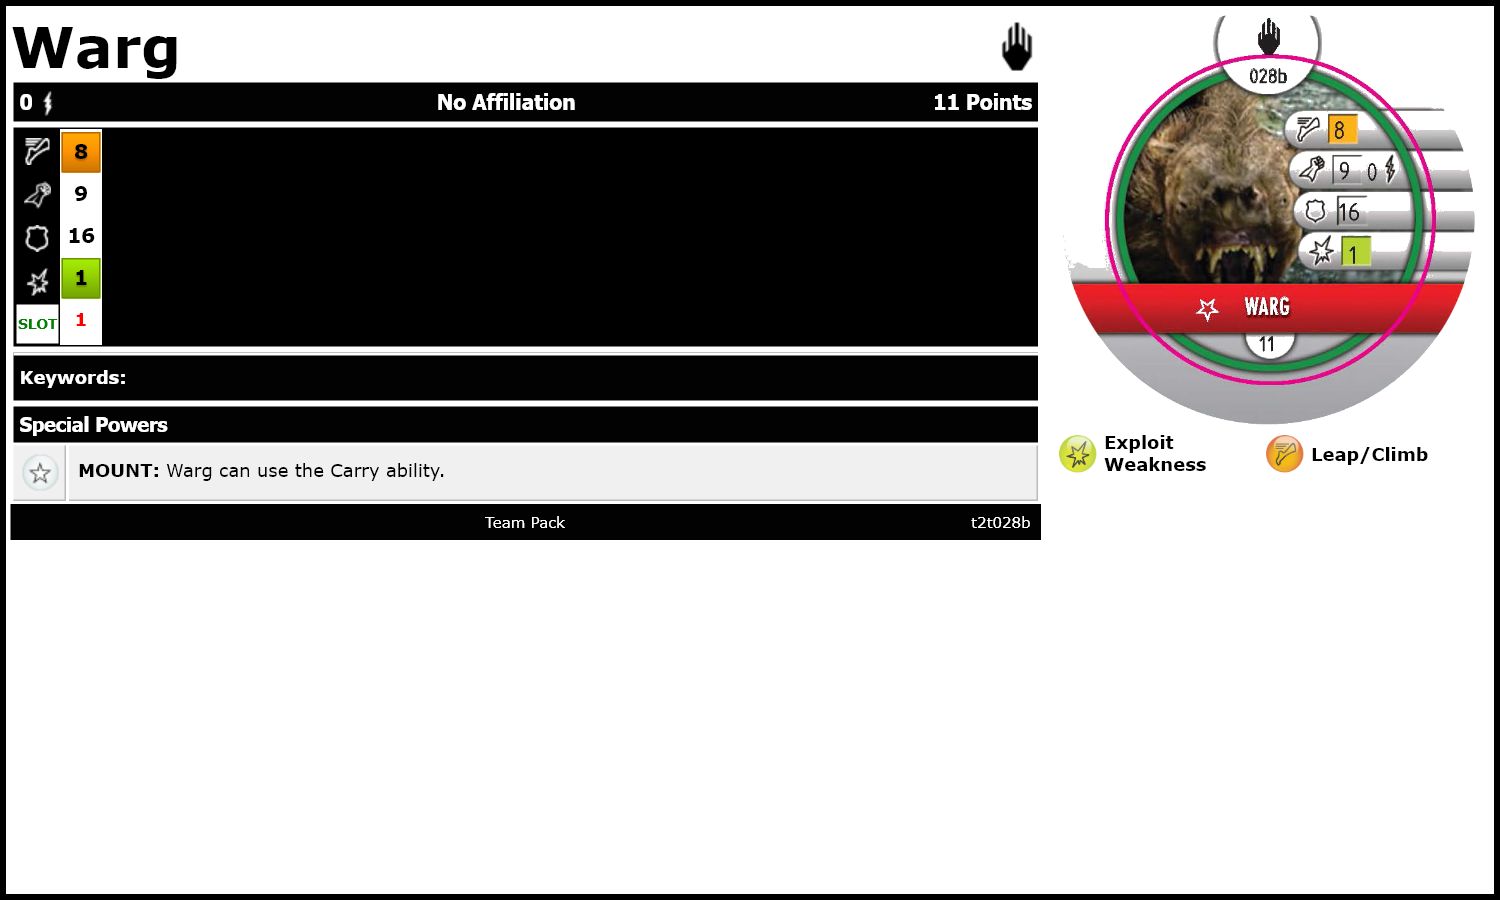 Warg
0 No Affiliation 11 Points
8
9
16
1
SLOT 1
Keywords:
Special Powers
MOUNT: Warg can use the Carry ability.
Team Pack t2t028b
028b
8
9 0
16
1
WARG
11
Exploit
Weakness
Leap/Climb